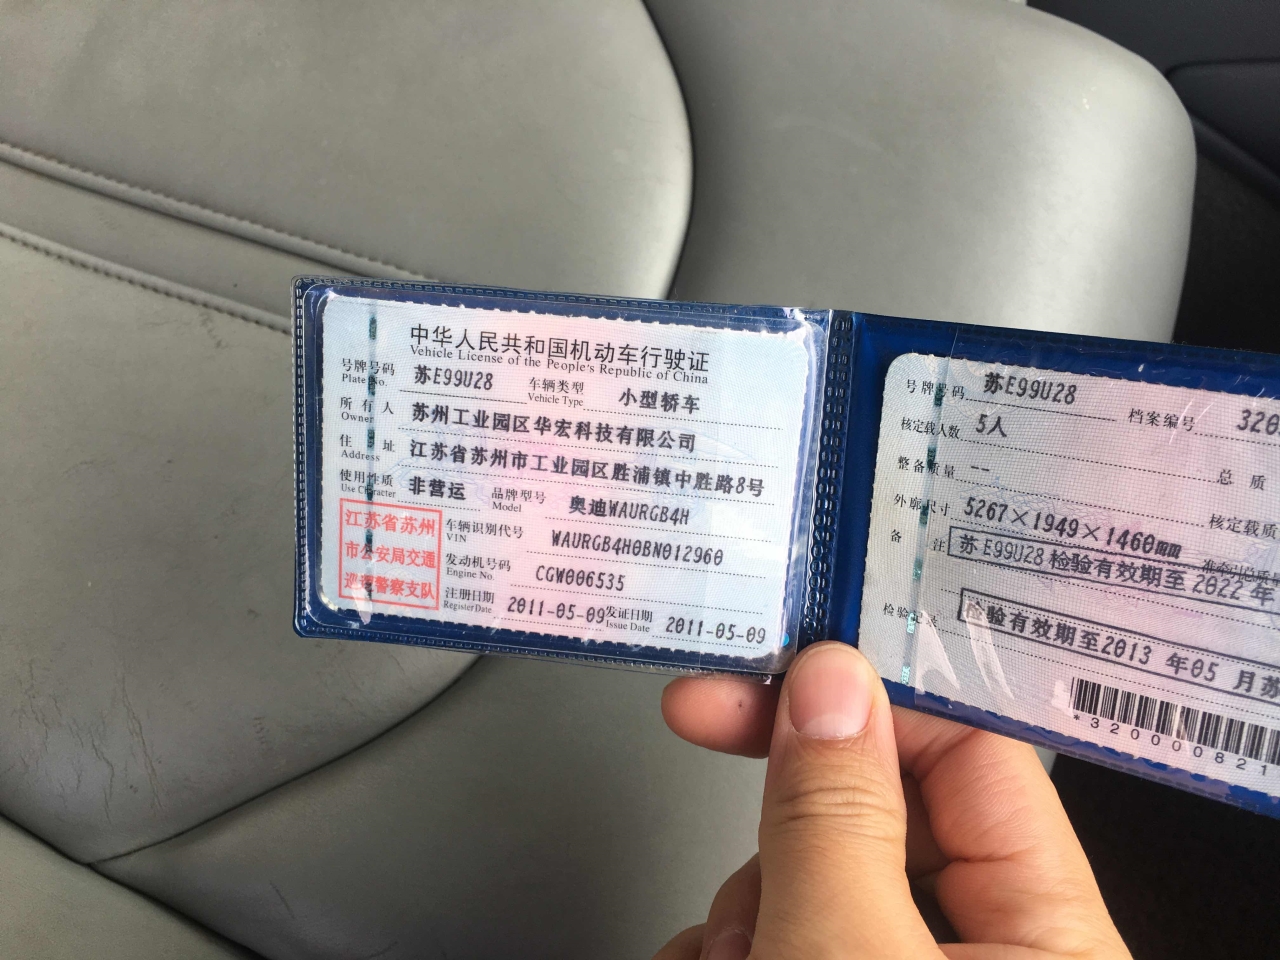 中华人民共和国机动车行驶证
Vehicle License of the People's Republic of China
号牌号码 苏E99U28 车辆类型 小型轿车
Plate No. Vehicle Type
所有人 苏州工业园区华宏科技有限公司
Owner
住址 江苏省苏州市工业园区胜浦镇中胜路8号
Address
使用性质 非营运 品牌型号 奥迪WAURGB4H
Use Character Model
江苏省苏州
市公安局交通
巡逻警察支队
车辆识别代号 WAURGB4H0BN012960
VIN
发动机号码 CGW006535
Engine No.
注册日期 2011-05-09 发证日期 2011-05-09
Register Date Issue Date
号牌号码 苏E99U28 档案编号 320
核定载人数 5人 总质
整备质量 -- 核定载质
外廓尺寸 5267×1949×1460mm
备注 苏E99U28 检验有效期至 2022 年
检验记录 检验有效期至2013 年05 月苏
*320000821